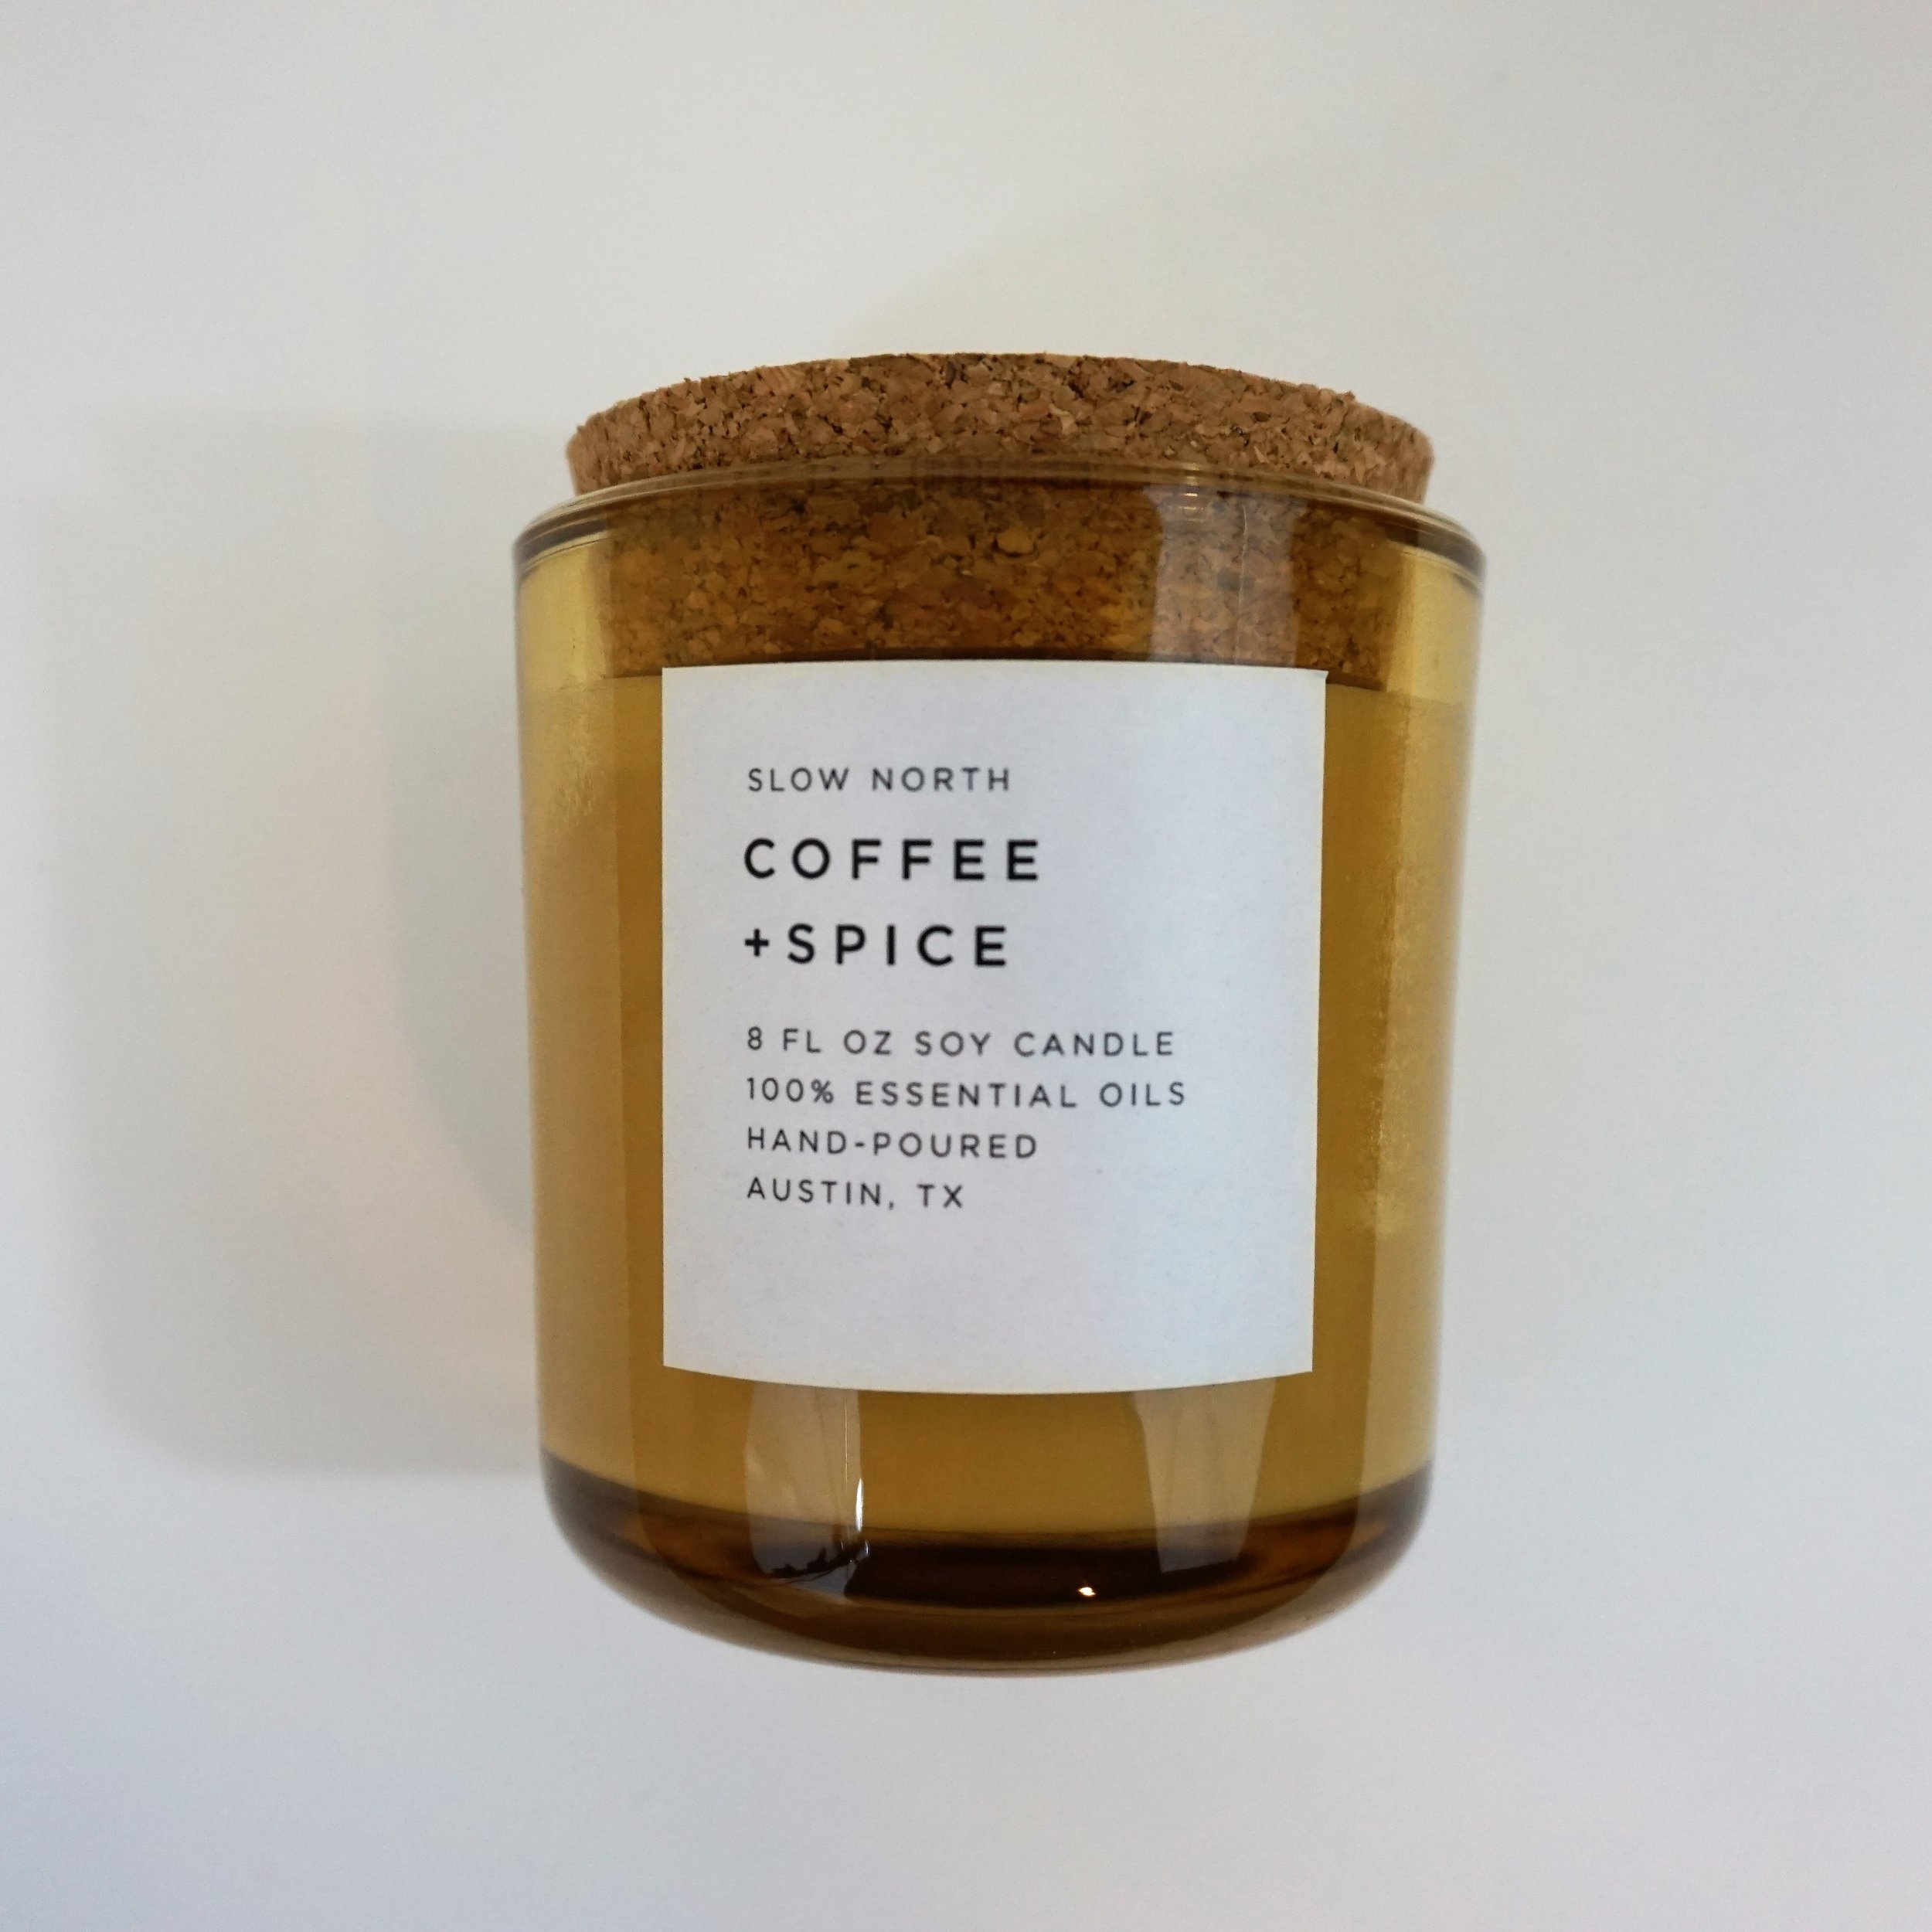 SLOW NORTH
COFFEE
+SPICE
8 FL OZ SOY CANDLE
100% ESSENTIAL OILS
HAND-POURED
AUSTIN, TX